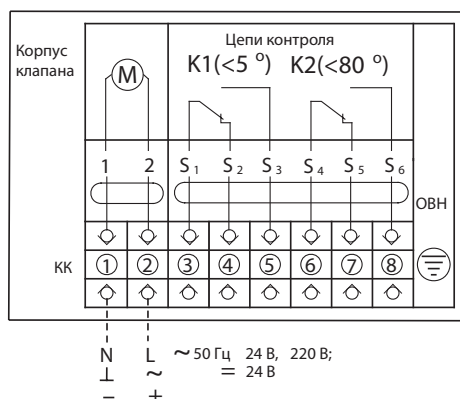 Корпус
клапана
M
Цепи контроля
K1(<5 °) K2(<80 °)
1 2 S1 S2 S3 S4 S5 S6
ОВН
КК ① ② ③ ④ ⑤ ⑥ ⑦ ⑧
N L ~ 50 Гц 24 В, 220 В;
⊥ ~ = 24 В
− +